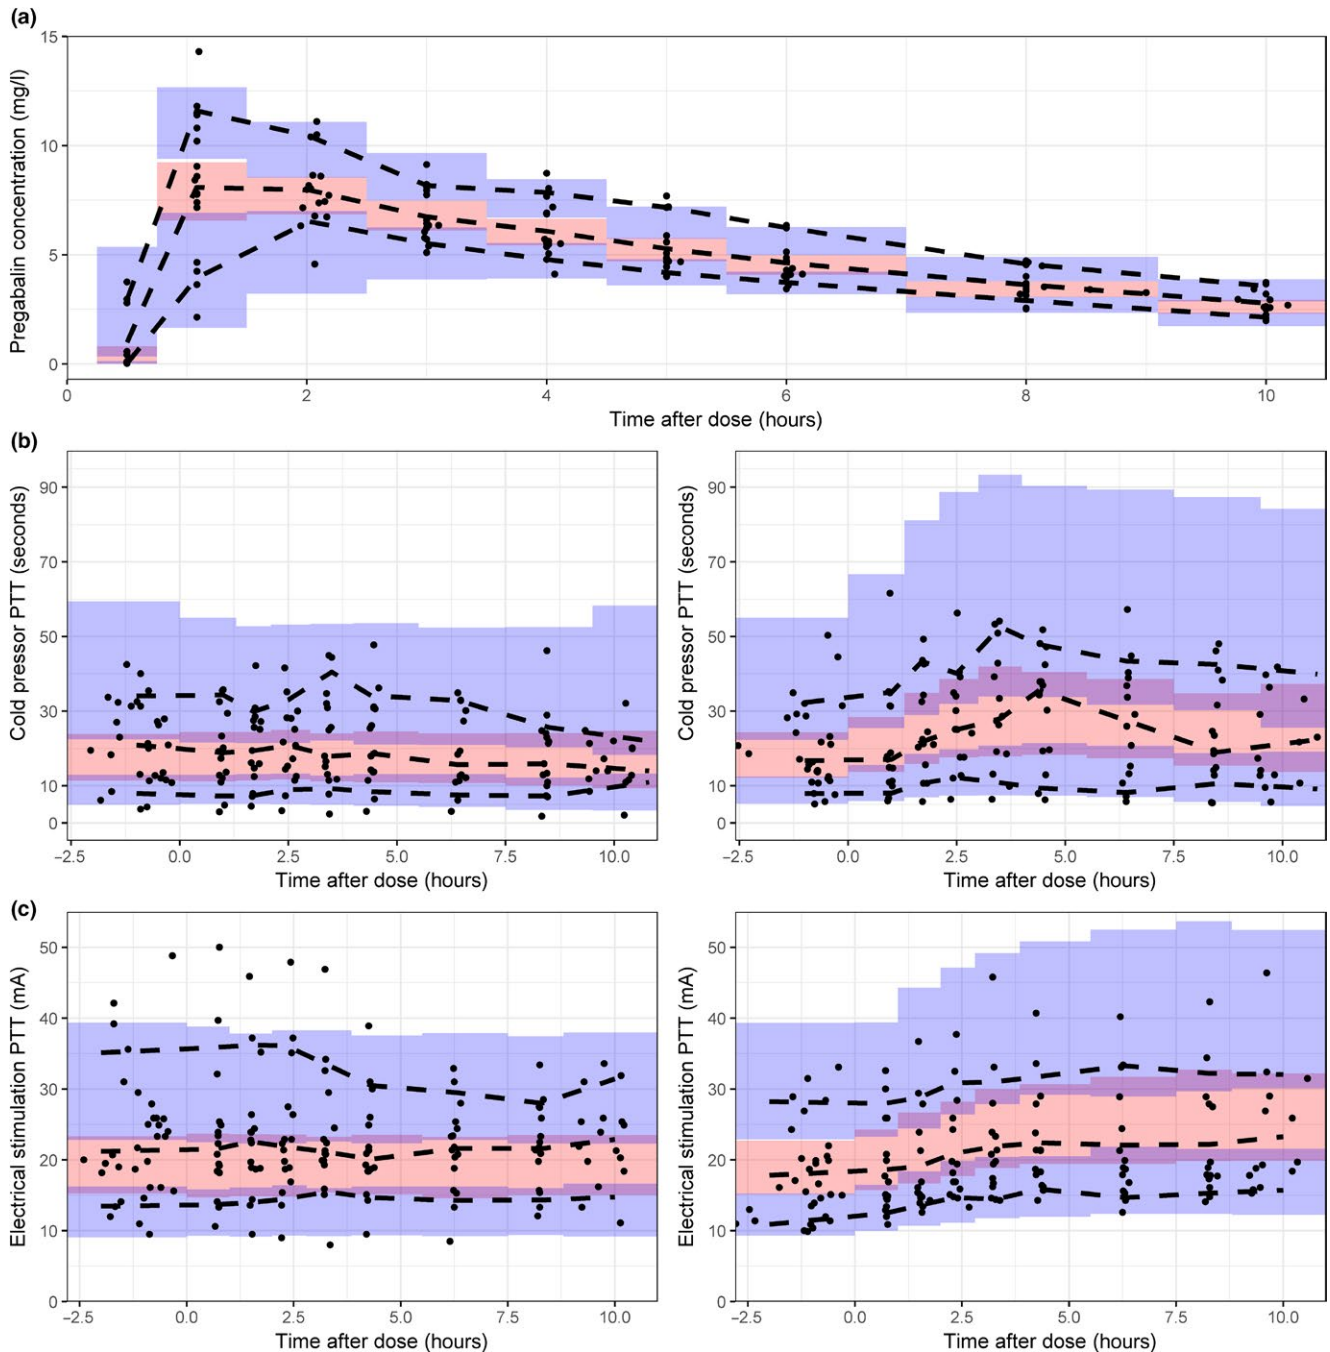 (a)
Pregabalin concentration (mg/l)
15
10
5
0
0 2 4 6 8 10
Time after dose (hours)
(b)
Cold pressor PTT (seconds)
90
70
50
30
10
0
−2.5 0.0 2.5 5.0 7.5 10.0
Time after dose (hours)
Cold pressor PTT (seconds)
90
70
50
30
10
0
−2.5 0.0 2.5 5.0 7.5 10.0
Time after dose (hours)
(c)
Electrical stimulation PTT (mA)
50
40
30
20
10
0
−2.5 0.0 2.5 5.0 7.5 10.0
Time after dose (hours)
Electrical stimulation PTT (mA)
50
40
30
20
10
0
−2.5 0.0 2.5 5.0 7.5 10.0
Time after dose (hours)